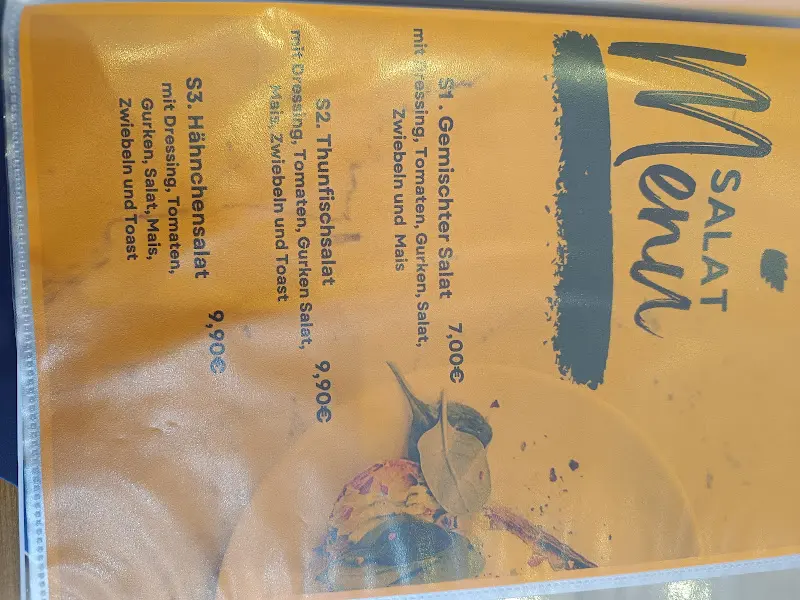 SALAT
Menu
S1. Gemischter Salat 7,00€
mit Dressing, Tomaten, Gurken, Salat,
Zwiebeln und Mais
S2. Thunfischsalat 9,90€
mit Dressing, Tomaten, Gurken Salat,
Mais, Zwiebeln und Toast
S3. Hähnchensalat 9,90€
mit Dressing, Tomaten,
Gurken, Salat, Mais,
Zwiebeln und Toast